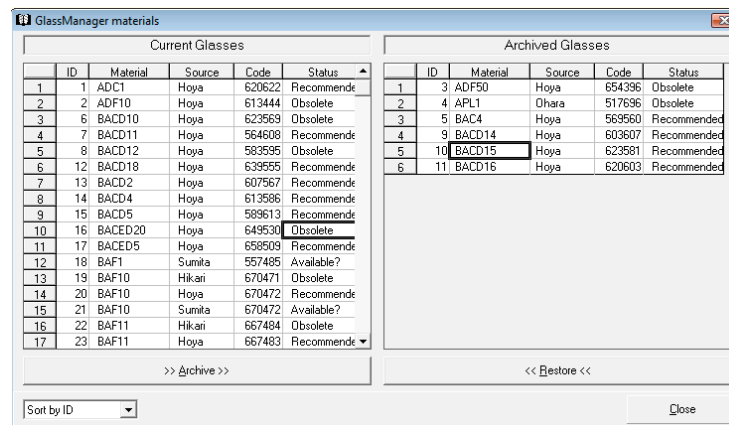 GlassManager materials
Current Glasses
ID Material Source Code Status
1 1 ADC1 Hoya 620622 Recommende
2 2 ADF10 Hoya 613444 Obsolete
3 6 BACD10 Hoya 623569 Obsolete
4 7 BACD11 Hoya 564608 Recommende
5 8 BACD12 Hoya 583595 Obsolete
6 12 BACD18 Hoya 639555 Recommende
7 13 BACD2 Hoya 607567 Recommende
8 14 BACD4 Hoya 613586 Recommende
9 15 BACD5 Hoya 589613 Recommende
10 16 BACED20 Hoya 649530 Obsolete
11 17 BACED5 Hoya 658509 Recommende
12 18 BAF1 Sumita 557485 Available?
13 19 BAF10 Hikari 670471 Obsolete
14 20 BAF10 Hoya 670472 Recommende
15 21 BAF10 Sumita 670472 Available?
16 22 BAF11 Hikari 667484 Obsolete
17 23 BAF11 Hoya 667483 Recommende
>> Archive >>
Archived Glasses
ID Material Source Code Status
1 3 ADF50 Hoya 654396 Obsolete
2 4 APL1 Ohara 517696 Obsolete
3 5 BAC4 Hoya 569560 Recommended
4 9 BACD14 Hoya 603607 Recommended
5 10 BACD15 Hoya 623581 Recommended
6 11 BACD16 Hoya 620603 Recommended
<< Restore <<
Sort by ID
Close